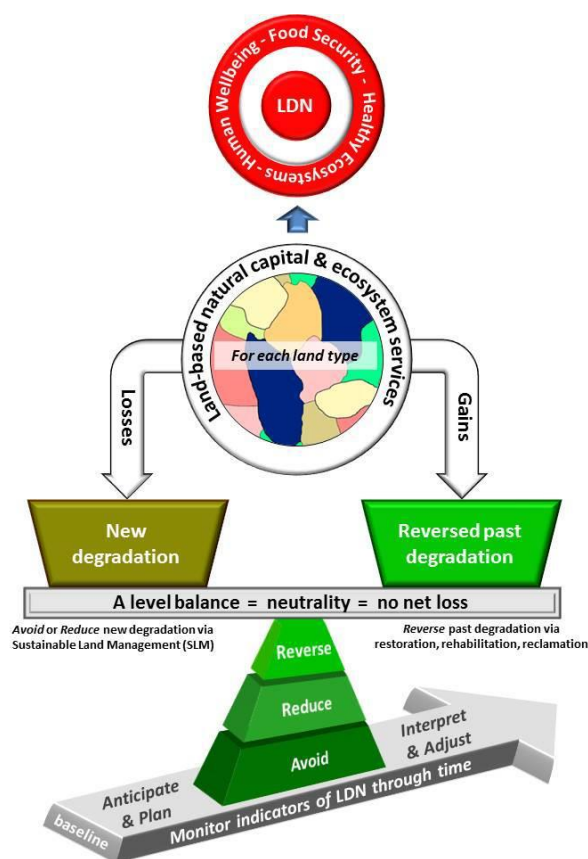 Human Wellbeing - Food Security - Healthy Ecosystems -
LDN
Land-based natural capital & ecosystem services
For each land type
Losses
Gains
New
degradation
Reversed past
degradation
A level balance = neutrality = no net loss
Avoid or Reduce new degradation via
Sustainable Land Management (SLM)
Reverse past degradation via
restoration, rehabilitation, reclamation
Reverse
Reduce
Avoid
Interpret
& Adjust
Anticipate
& Plan
baseline
Monitor indicators of LDN through time